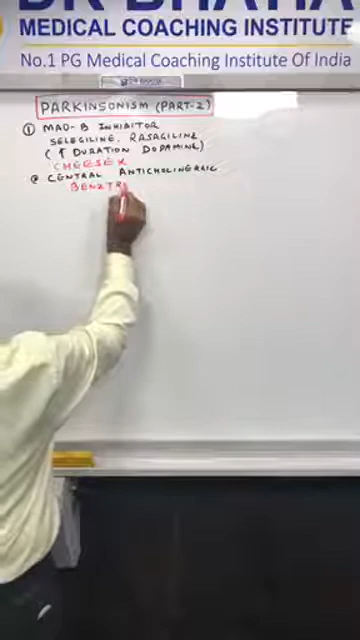 DR BHATIA
MEDICAL COACHING INSTITUTE
No.1 PG Medical Coaching Institute Of India
PARKINSONISM (PART-2)
① MAO-B INHIBITOR
SELEGILINE, RASAGILINE
(↑ DURATION DOPAMINE)
CHEESE X
② CENTRAL ANTICHOLINERGIC
BENZTR